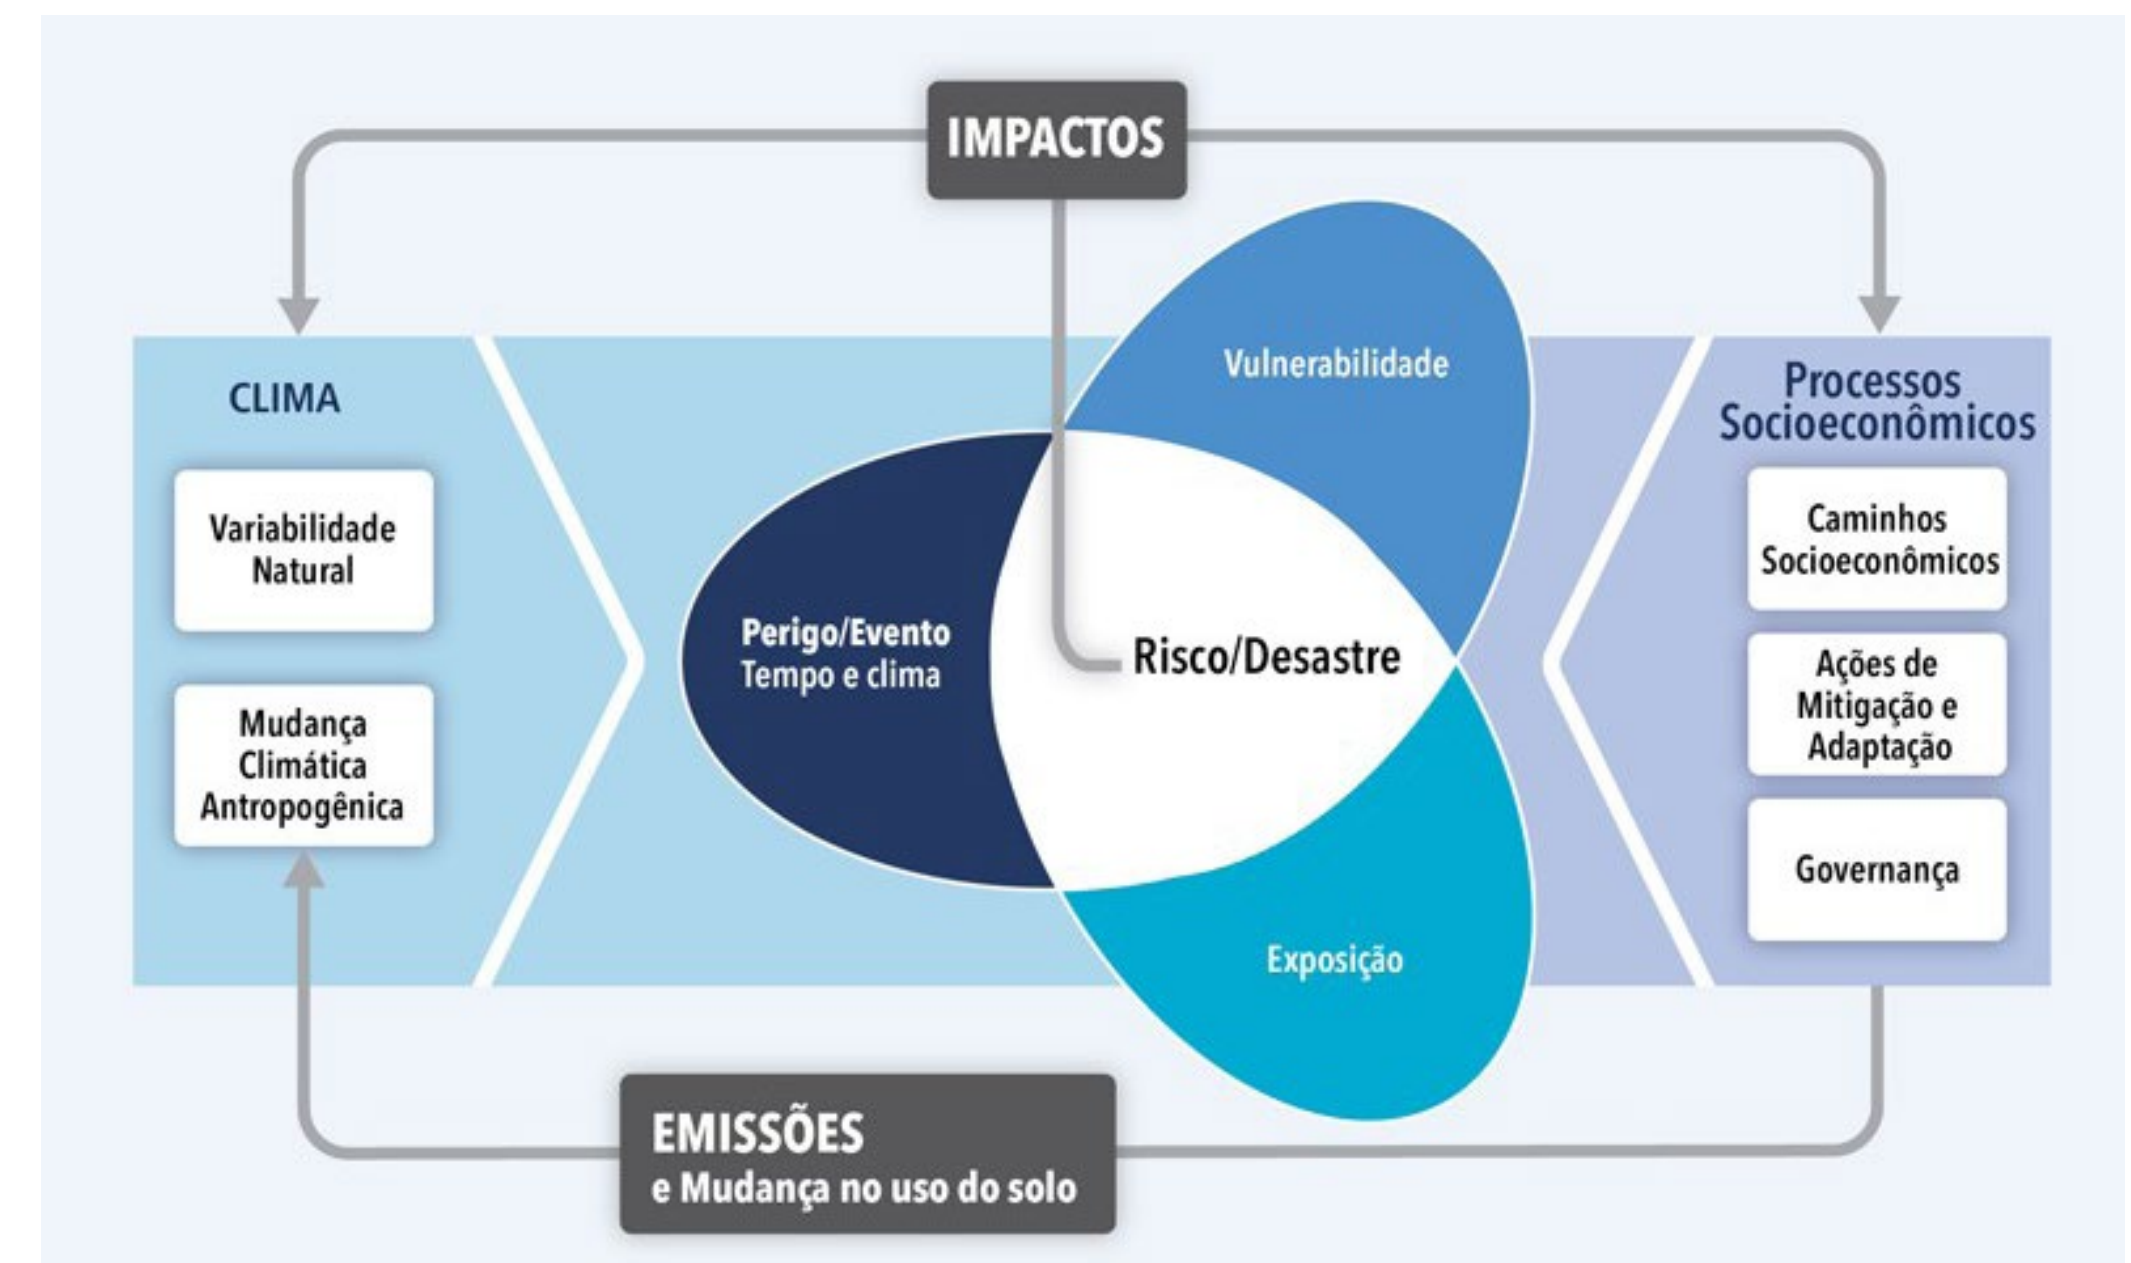 IMPACTOS
CLIMA
Variabilidade
Natural
Mudança
Climática
Antropogênica
Vulnerabilidade
Perigo/Evento
Tempo e clima
Risco/Desastre
Exposição
Processos
Socioeconômicos
Caminhos
Socioeconômicos
Ações de
Mitigação e
Adaptação
Governança
EMISSÕES
e Mudança no uso do solo